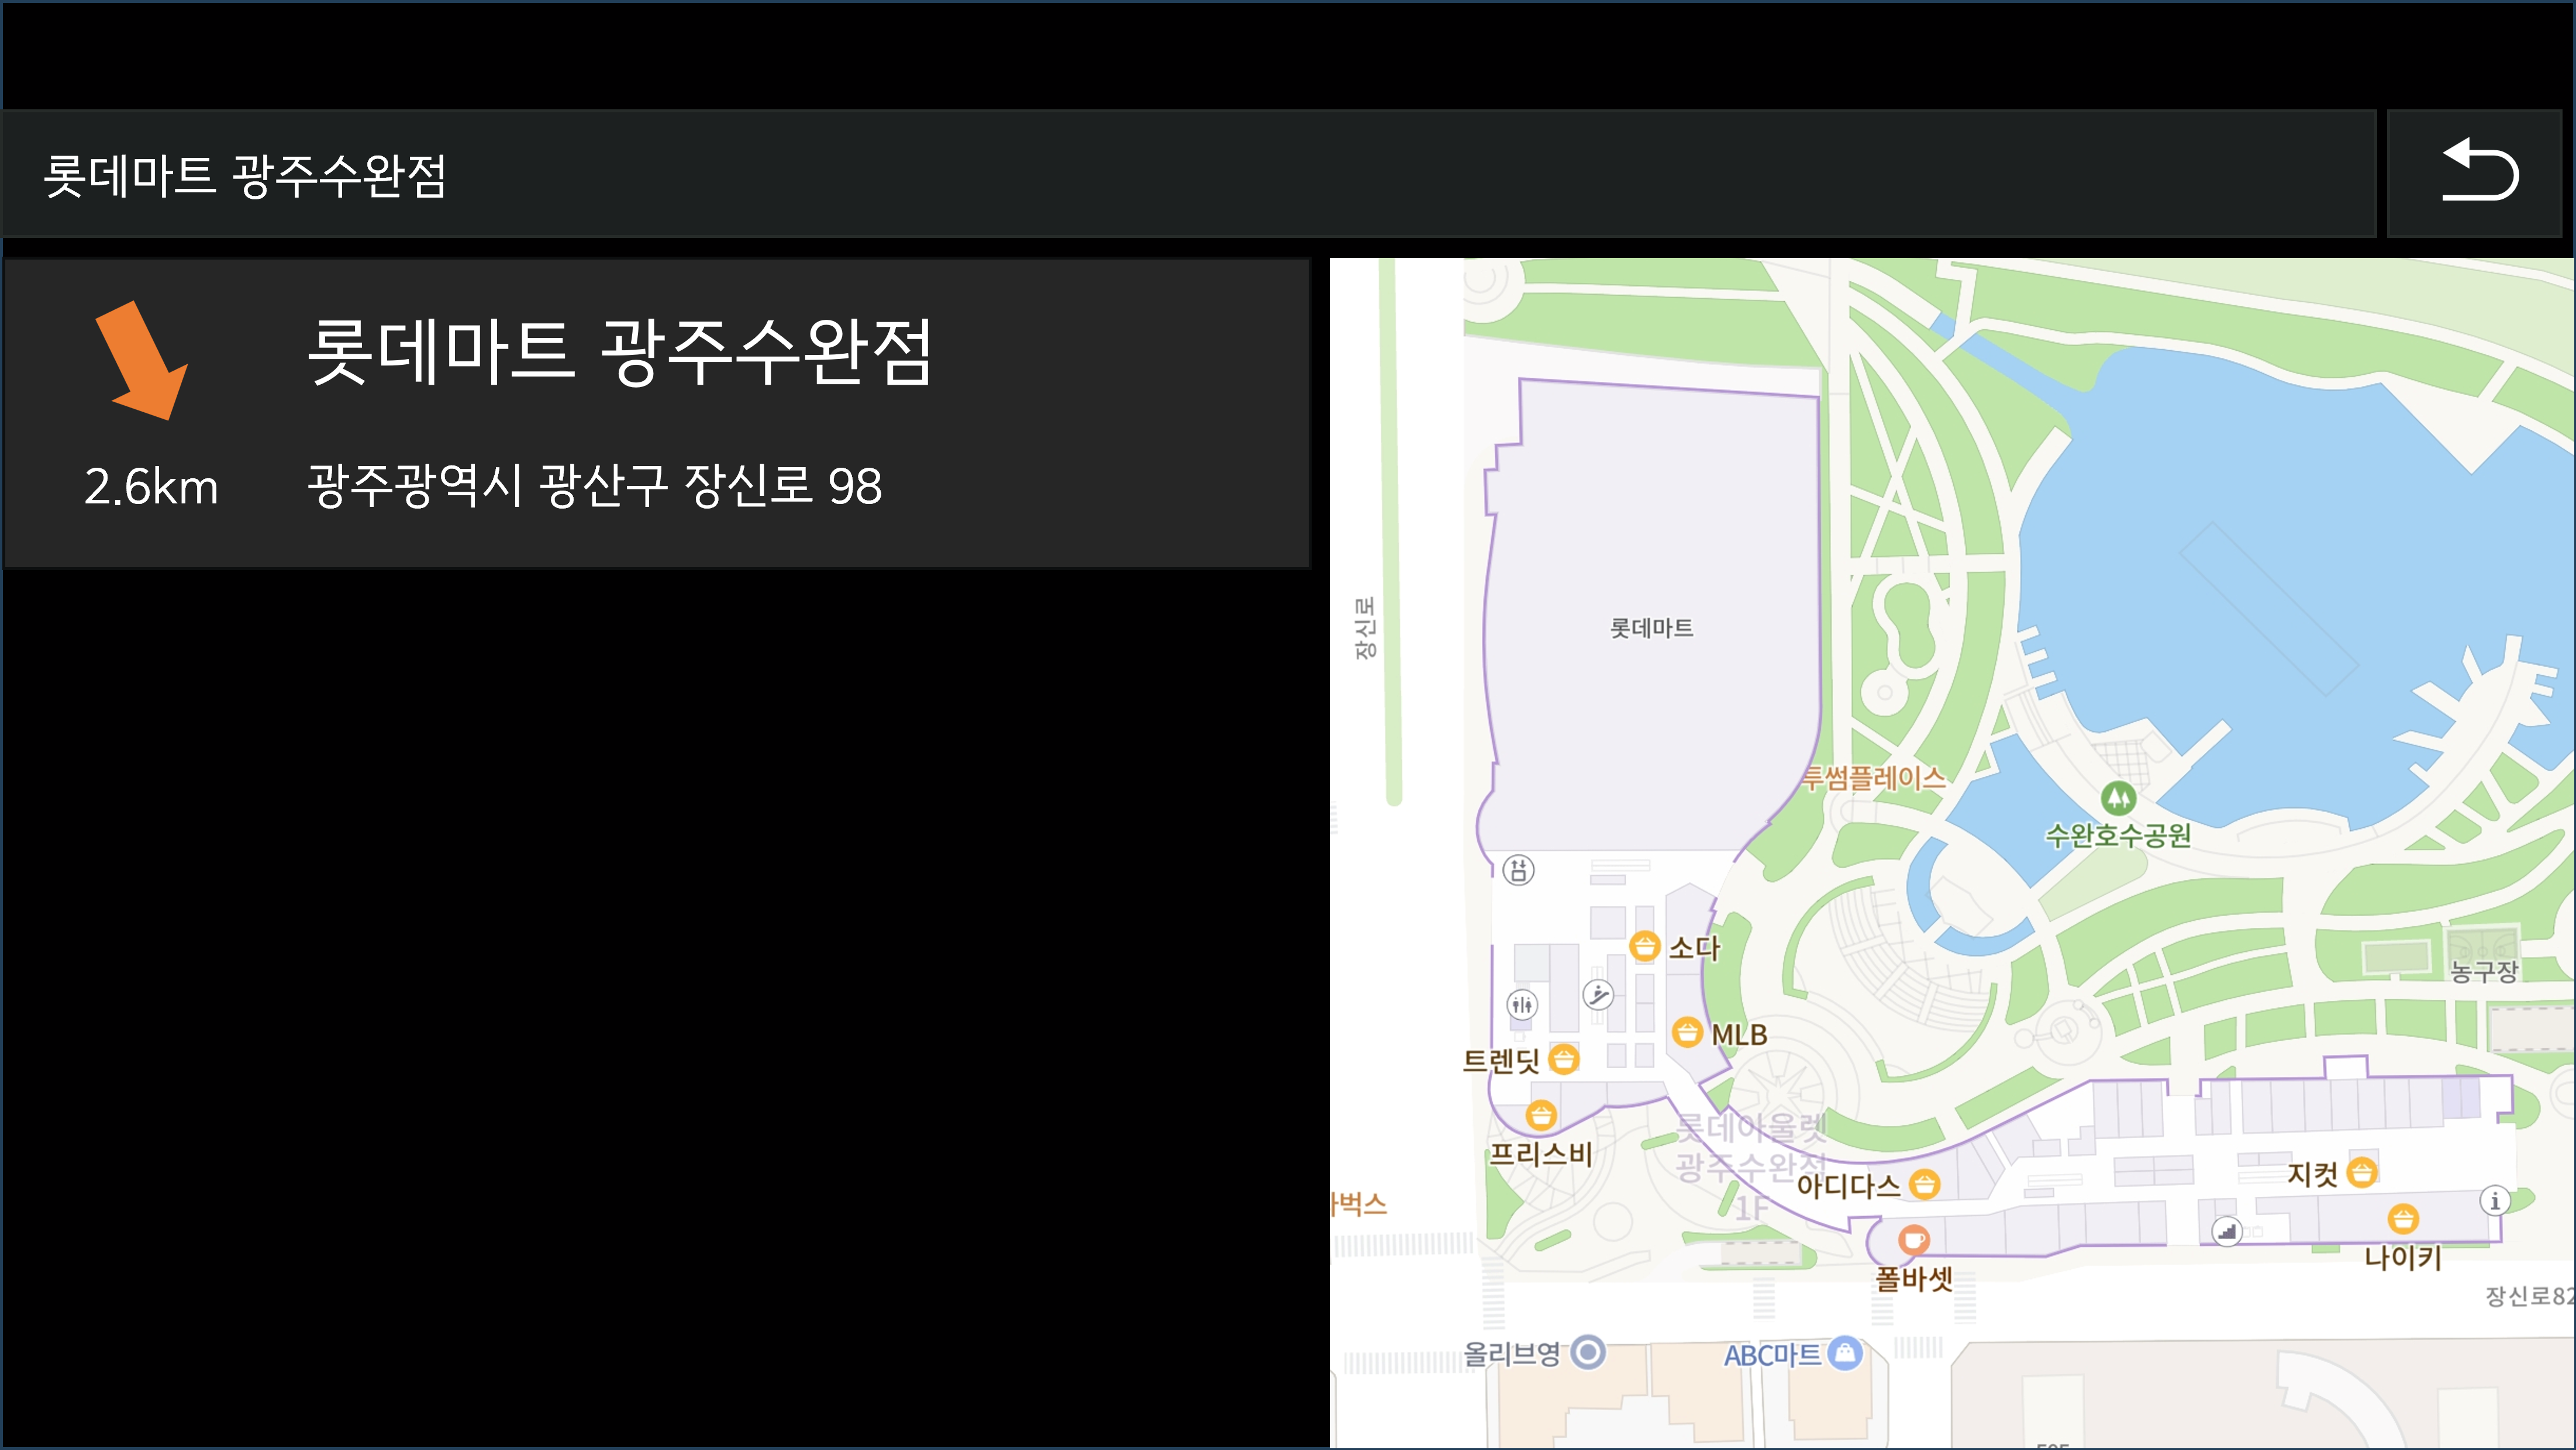 롯데마트 광주수완점
롯데마트 광주수완점
2.6km
광주광역시 광산구 장신로 98
장신로
롯데마트
투썸플레이스
수완호수공원
소다
농구장
MLB
트렌딧
롯데아울렛
광주수완점
1F
프리스비
아디다스
지컷
벅스
나이키
폴바셋
장신로82
올리브영
ABC마트